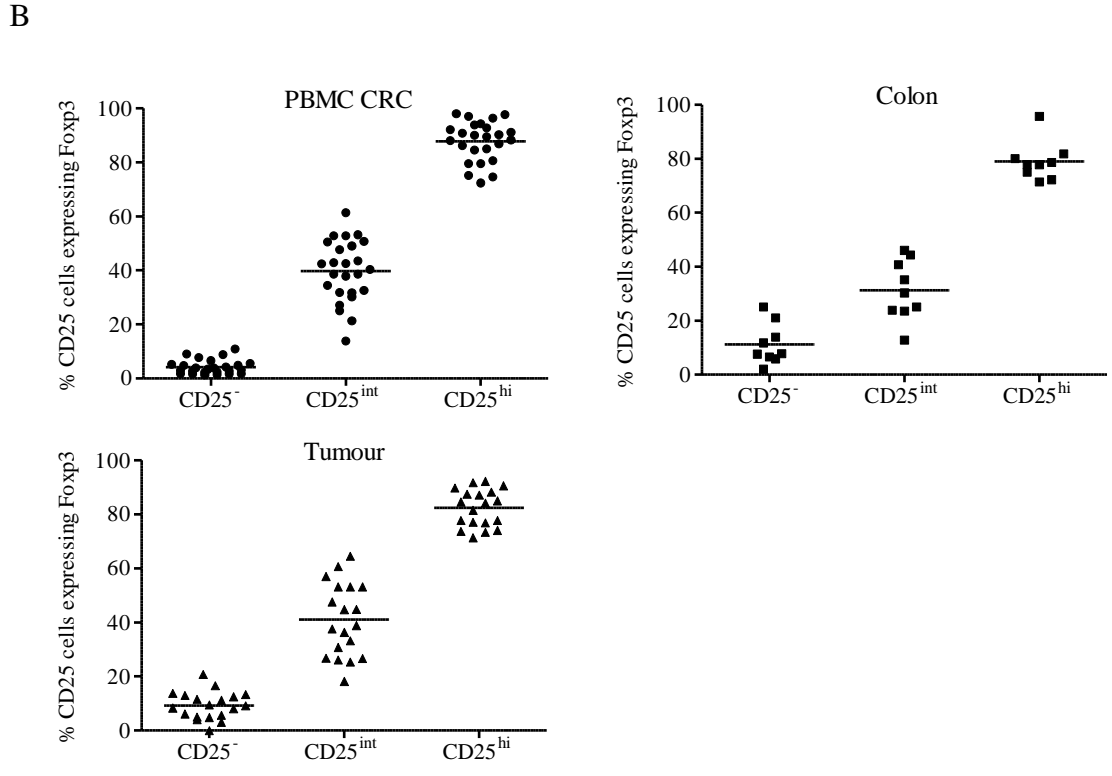 B
PBMC CRC
% CD25 cells expressing Foxp3
100
80
60
40
20
0
CD25⁻ CD25ⁱⁿᵗ CD25ʰⁱ
Colon
% CD25 cells expressing Foxp3
100
80
60
40
20
0
CD25⁻ CD25ⁱⁿᵗ CD25ʰⁱ
Tumour
% CD25 cells expressing Foxp3
100
80
60
40
20
0
CD25⁻ CD25ⁱⁿᵗ CD25ʰⁱ